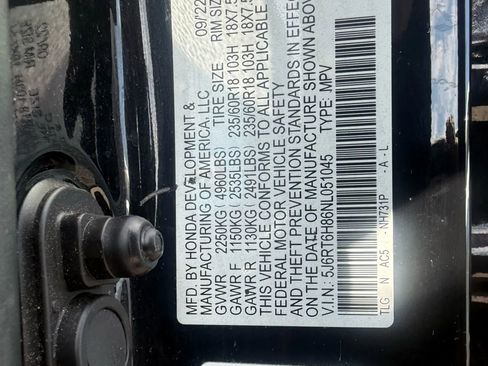 MFD. BY HONDA DEVELOPMENT & 09/22
MANUFACTURING OF AMERICA, LLC
GVWR 2250KG ( 4960LBS) TIRE SIZE RIM SIZE
GAWR F 1150KG ( 2535LBS) 235/60R18 103H 18X7.5
GAWR R 1130KG ( 2491LBS) 235/60R18 103H 18X7.5
THIS VEHICLE CONFORMS TO ALL APPLICABLE
FEDERAL MOTOR VEHICLE SAFETY
AND THEFT PREVENTION STANDARDS IN EFFECT
ON THE DATE OF MANUFACTURE SHOWN ABOVE
V.I.N.: 5J6RT6H86NL051045 TYPE: MPV
TLG N AC5 -NH731P -A-L